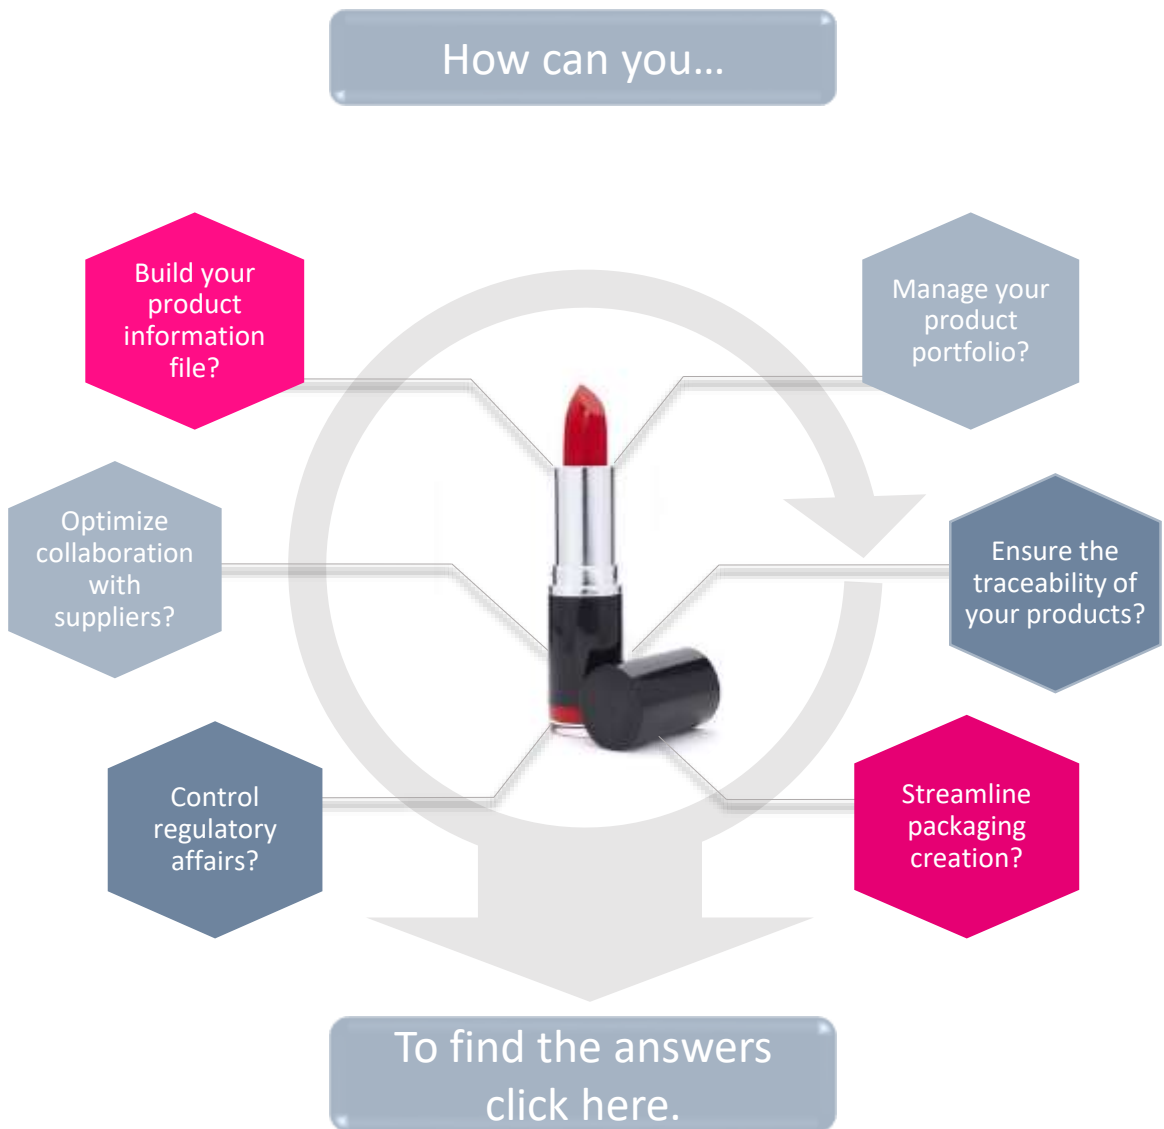 How can you...
Build your
product
information
file?
Manage your
product
portfolio?
Optimize
collaboration
with
suppliers?
Ensure the
traceability of
your products?
Control
regulatory
affairs?
Streamline
packaging
creation?
To find the answers
click here.